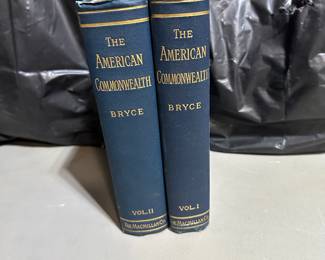 THE
AMERICAN
COMMONWEALTH
BRYCE
VOL. II
THE MACMILLAN CO.
THE
AMERICAN
COMMONWEALTH
BRYCE
VOL. I
THE MACMILLAN CO.